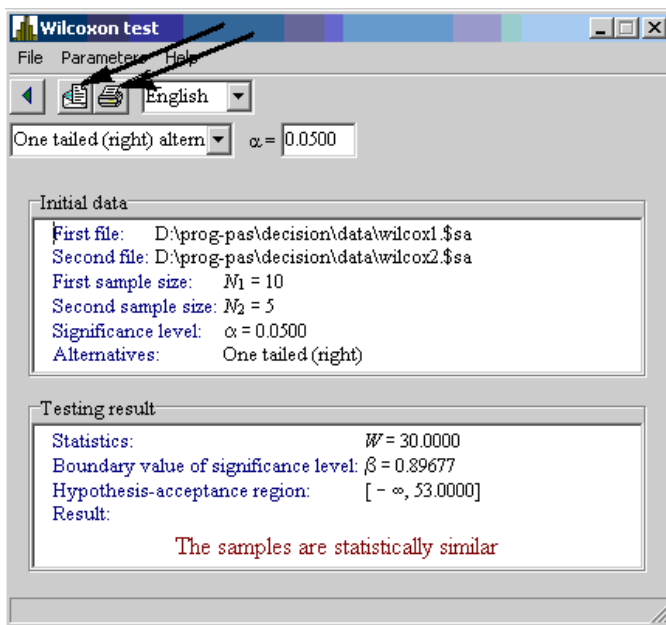 Wilcoxon test
File Parameters Help
English
One tailed (right) altern α = 0.0500
Initial data
First file: D:\prog-pas\decision\data\wilcox1.$sa
Second file: D:\prog-pas\decision\data\wilcox2.$sa
First sample size: N1 = 10
Second sample size: N2 = 5
Significance level: α = 0.0500
Alternatives: One tailed (right)
Testing result
Statistics: W = 30.0000
Boundary value of significance level: β = 0.89677
Hypothesis-acceptance region: [ − ∞, 53.0000]
Result:
The samples are statistically similar